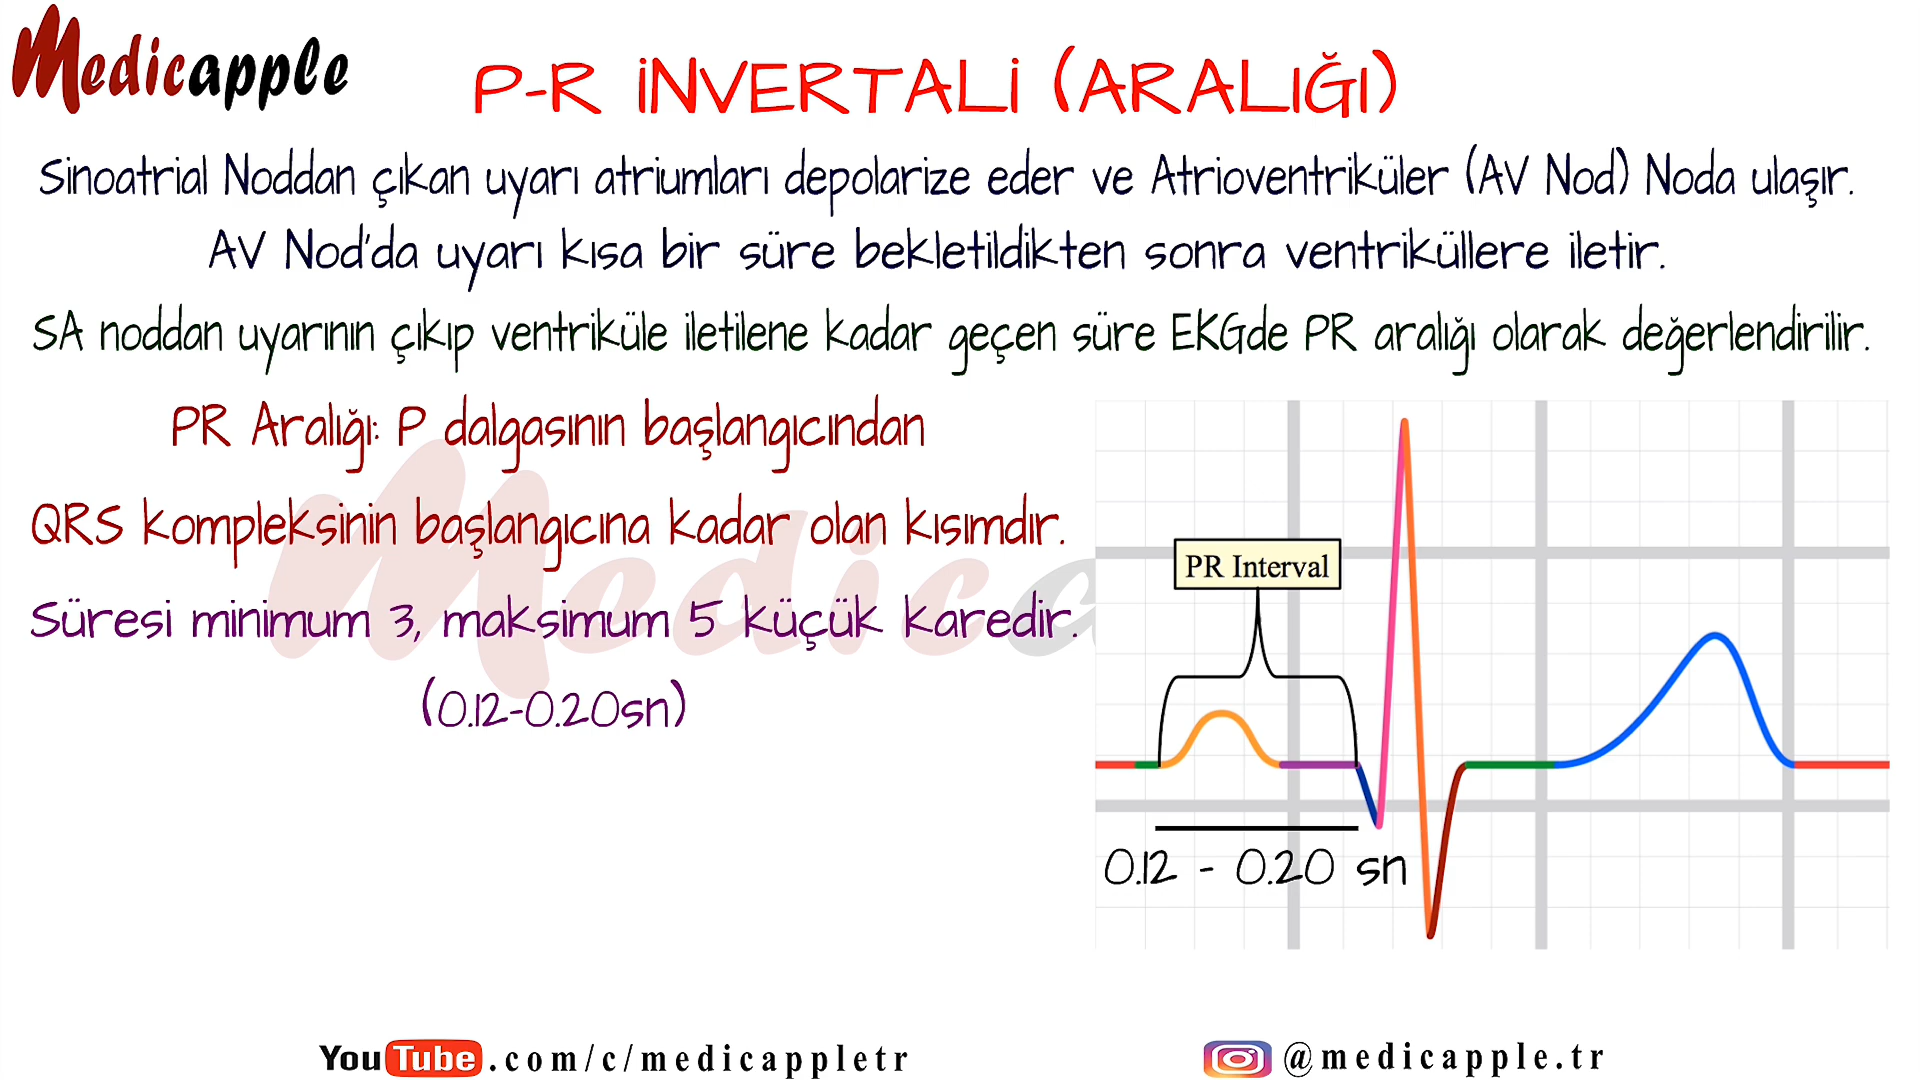 Medicapple
P-R İNVERTALİ (ARALIĞI)
Sinoatrial Noddan çıkan uyarı atriumları depolarize eder ve Atrioventriküler (AV Nod) Noda ulaşır.
AV Nod'da uyarı kısa bir süre bekletildikten sonra ventriküllere iletir.
SA noddan uyarının çıkıp ventriküle iletilene kadar geçen süre EKGde PR aralığı olarak değerlendirilir.
PR Aralığı: P dalgasının başlangıcından
QRS kompleksinin başlangıcına kadar olan kısımdır.
Süresi minimum 3, maksimum 5 küçük karedir.
(0.12-0.20sn)
PR Interval
0.12 - 0.20 sn
YouTube.com/c/medicappletr
@medicapple.tr